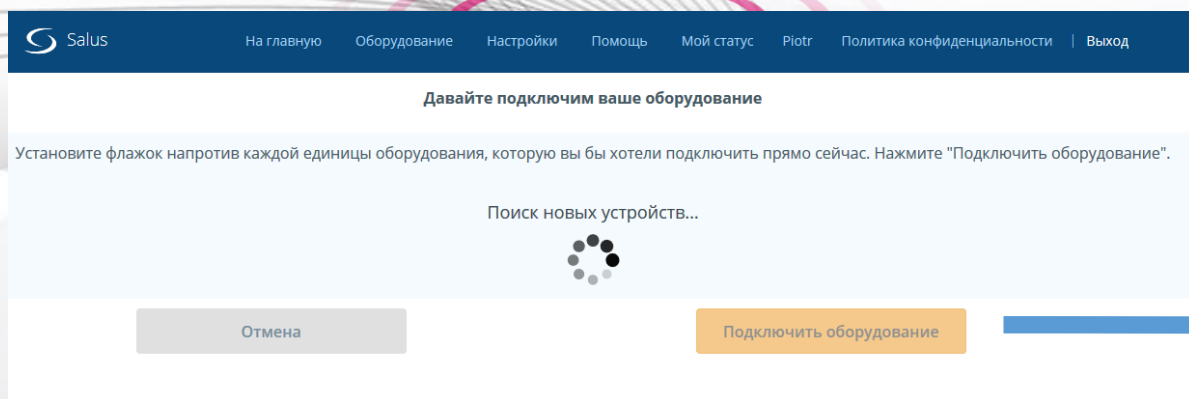 Salus
На главную Оборудование Настройки Помощь Мой статус Piotr Политика конфиденциальности | Выход
Давайте подключим ваше оборудование
Установите флажок напротив каждой единицы оборудования, которую вы бы хотели подключить прямо сейчас. Нажмите "Подключить оборудование".
Поиск новых устройств...
Отмена
Подключить оборудование